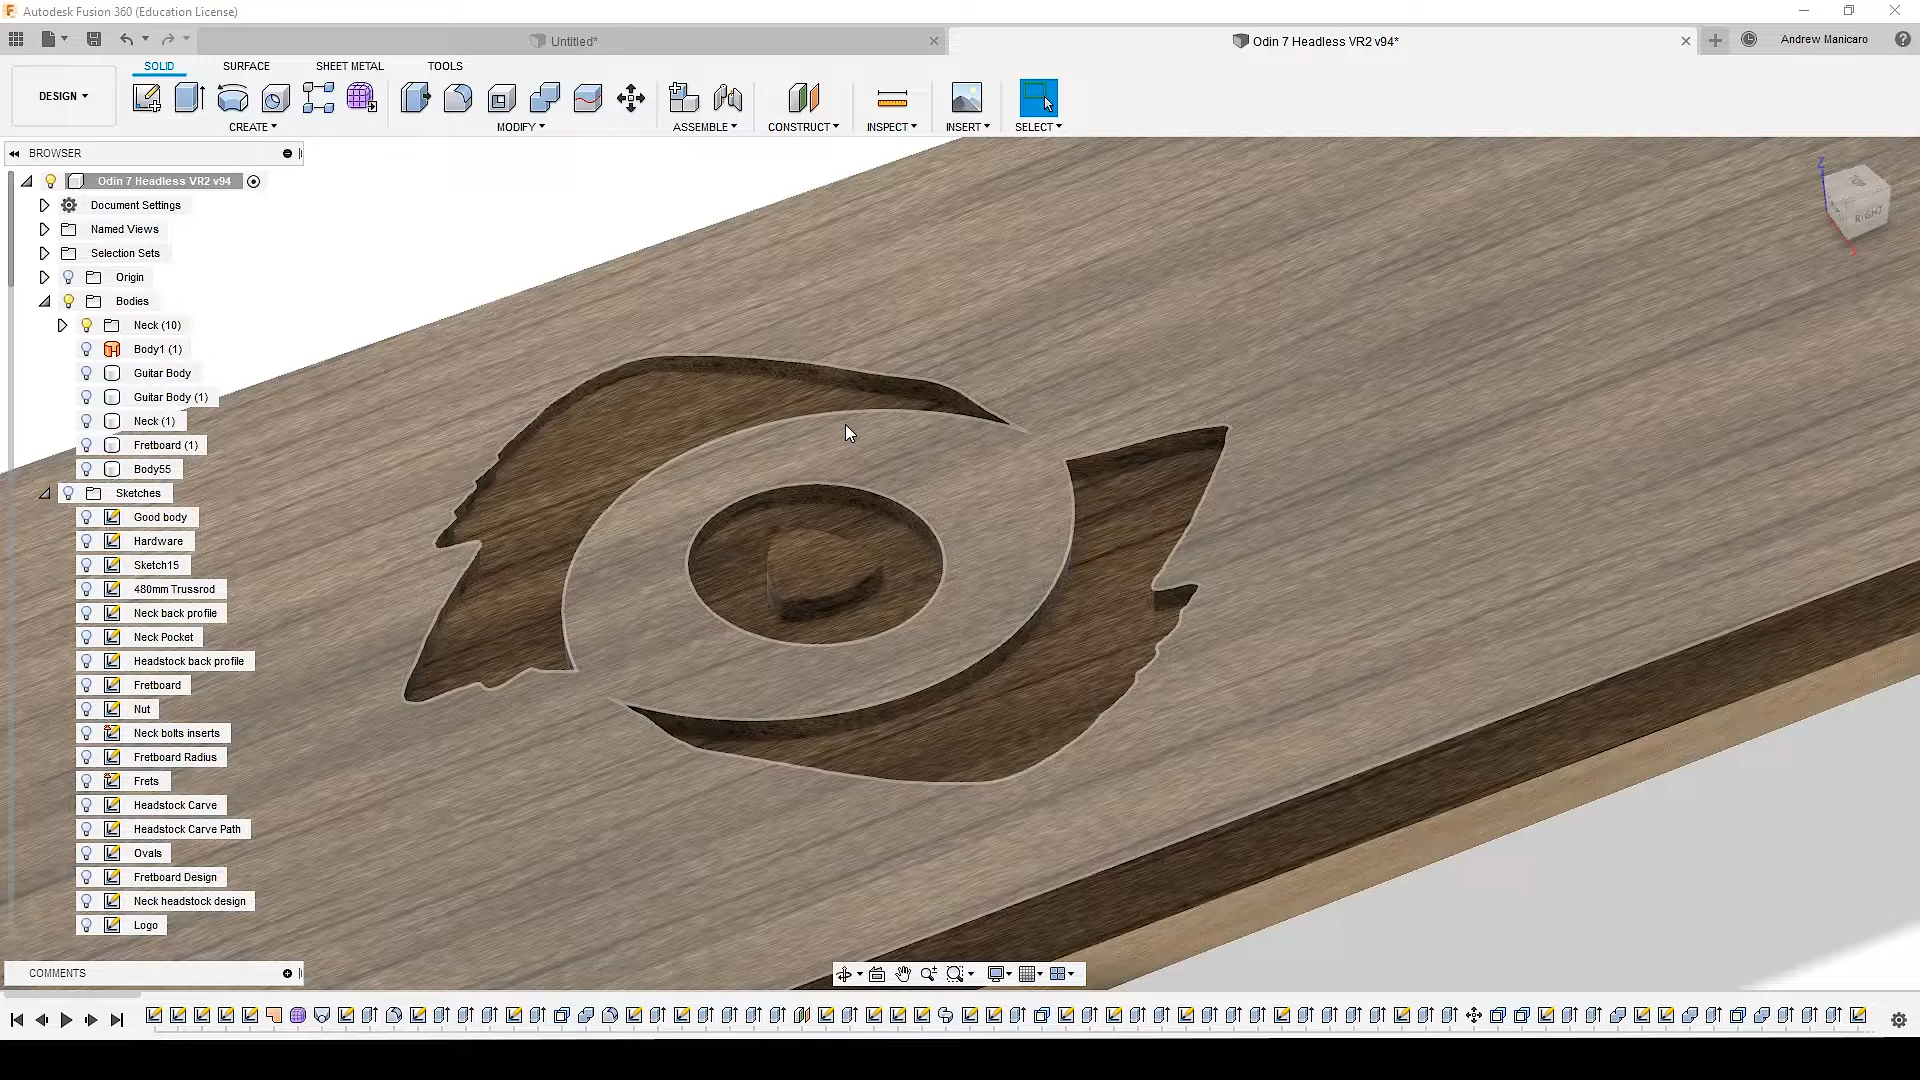 Autodesk Fusion 360 (Education License)
Untitled*
Odin 7 Headless VR2 v94*
Andrew Manicaro
DESIGN
SOLID
SURFACE
SHEET METAL
TOOLS
CREATE
MODIFY
ASSEMBLE
CONSTRUCT
INSPECT
INSERT
SELECT
BROWSER
Odin 7 Headless VR2 v94
Document Settings
Named Views
Selection Sets
Origin
Bodies
Neck (10)
Body1 (1)
Guitar Body
Guitar Body (1)
Neck (1)
Fretboard (1)
Body55
Sketches
Good body
Hardware
Sketch15
480mm Trussrod
Neck back profile
Neck Pocket
Headstock back profile
Fretboard
Nut
Neck bolts inserts
Fretboard Radius
Frets
Headstock Carve
Headstock Carve Path
Ovals
Fretboard Design
Neck headstock design
Logo
COMMENTS
Z
TOP
RIGHT
X